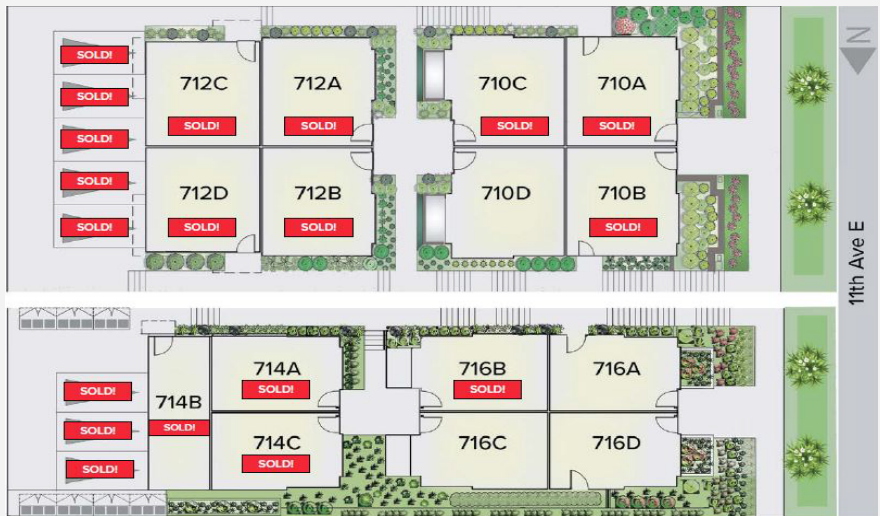 SOLD!
SOLD!
SOLD!
SOLD!
SOLD!
712C
SOLD!
712A
SOLD!
710C
SOLD!
710A
SOLD!
712D
SOLD!
712B
SOLD!
710D
710B
SOLD!
N
11th Ave E
SOLD!
SOLD!
SOLD!
714B
SOLD!
714A
SOLD!
716B
SOLD!
716A
714C
SOLD!
716C
716D